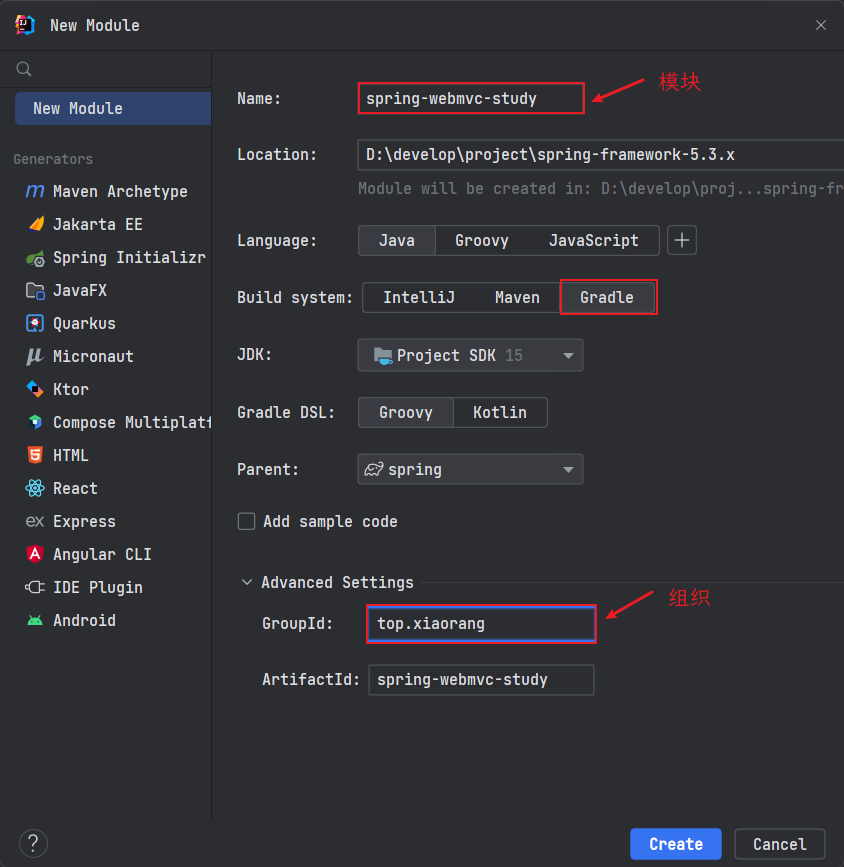 New Module
New Module
Generators
Maven Archetype
Jakarta EE
Spring Initializr
JavaFX
Quarkus
Micronaut
Ktor
Compose Multiplatf
HTML
React
ex Express
Angular CLI
IDE Plugin
Android
Name: spring-webmvc-study 模块
Location: D:\develop\project\spring-framework-5.3.x
Module will be created in: D:\develop\proj...spring-fr
Language: Java Groovy JavaScript +
Build system: IntelliJ Maven Gradle
JDK: Project SDK 15
Gradle DSL: Groovy Kotlin
Parent: spring
Add sample code
Advanced Settings
GroupId: top.xiaorang 组织
ArtifactId: spring-webmvc-study
? Create Cancel